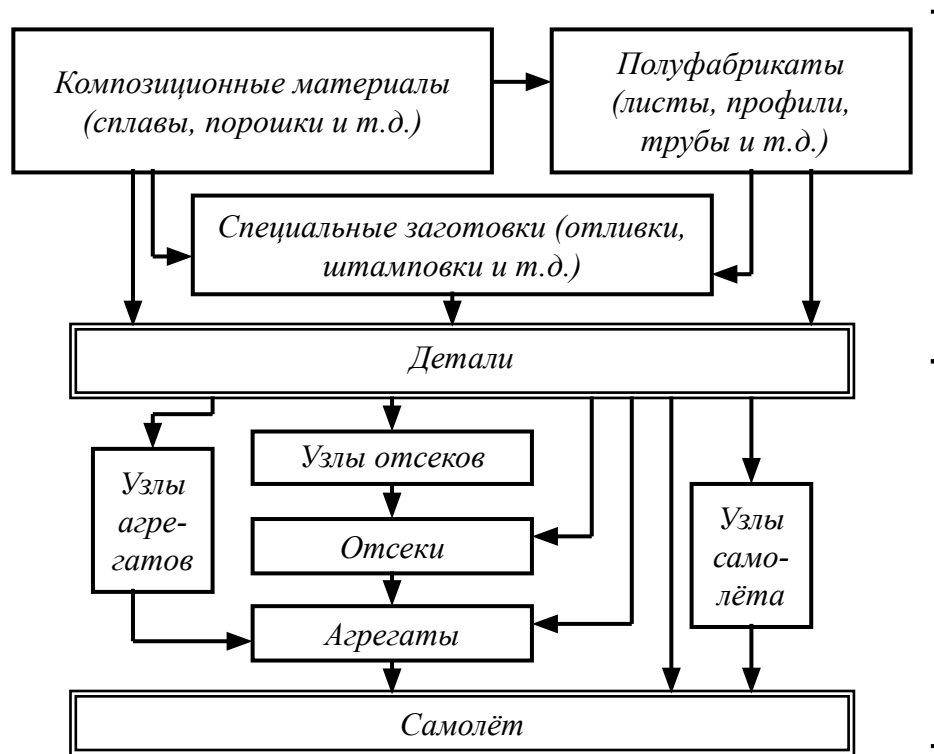 Композиционные материалы
(сплавы, порошки и т.д.)
Полуфабрикаты
(листы, профили,
трубы и т.д.)
Специальные заготовки (отливки,
штамповки и т.д.)
Детали
Узлы
агре-
гатов
Узлы отсеков
Отсеки
Агрегаты
Узлы
само-
лёта
Самолёт